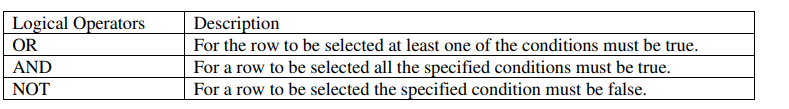 Logical Operators Description
OR For the row to be selected at least one of the conditions must be true.
AND For a row to be selected all the specified conditions must be true.
NOT For a row to be selected the specified condition must be false.